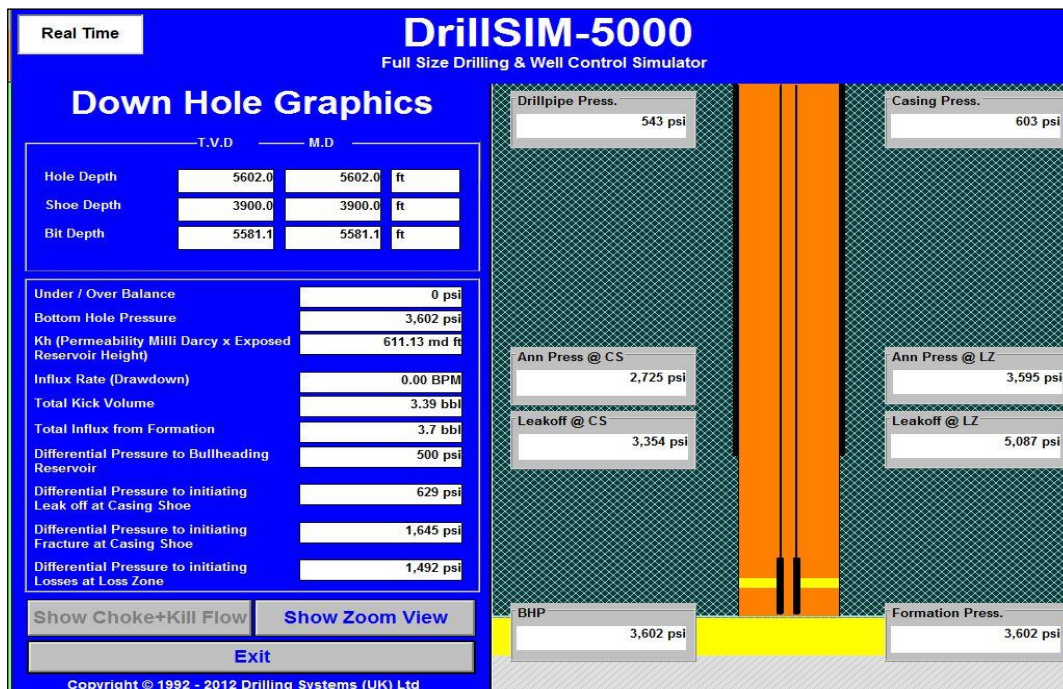 Real Time
DrillSIM-5000
Full Size Drilling & Well Control Simulator
Down Hole Graphics
T.V.D M.D
Hole Depth 5602.0 5602.0 ft
Shoe Depth 3900.0 3900.0 ft
Bit Depth 5581.1 5581.1 ft
Under / Over Balance 0 psi
Bottom Hole Pressure 3,602 psi
Kh (Permeability Milli Darcy x Exposed
Reservoir Height) 611.13 md ft
Influx Rate (Drawdown) 0.00 BPM
Total Kick Volume 3.39 bbl
Total Influx from Formation 3.7 bbl
Differential Pressure to Bullheading
Reservoir 500 psi
Differential Pressure to initiating
Leak off at Casing Shoe 629 psi
Differential Pressure to initiating
Fracture at Casing Shoe 1,645 psi
Differential Pressure to initiating
Losses at Loss Zone 1,492 psi
Show Choke+Kill Flow Show Zoom View
Exit
Copyright © 1992 - 2012 Drilling Systems (UK) Ltd
Drillpipe Press.
543 psi
Casing Press.
603 psi
Ann Press @ CS
2,725 psi
Ann Press @ LZ
3,595 psi
Leakoff @ CS
3,354 psi
Leakoff @ LZ
5,087 psi
BHP
3,602 psi
Formation Press.
3,602 psi